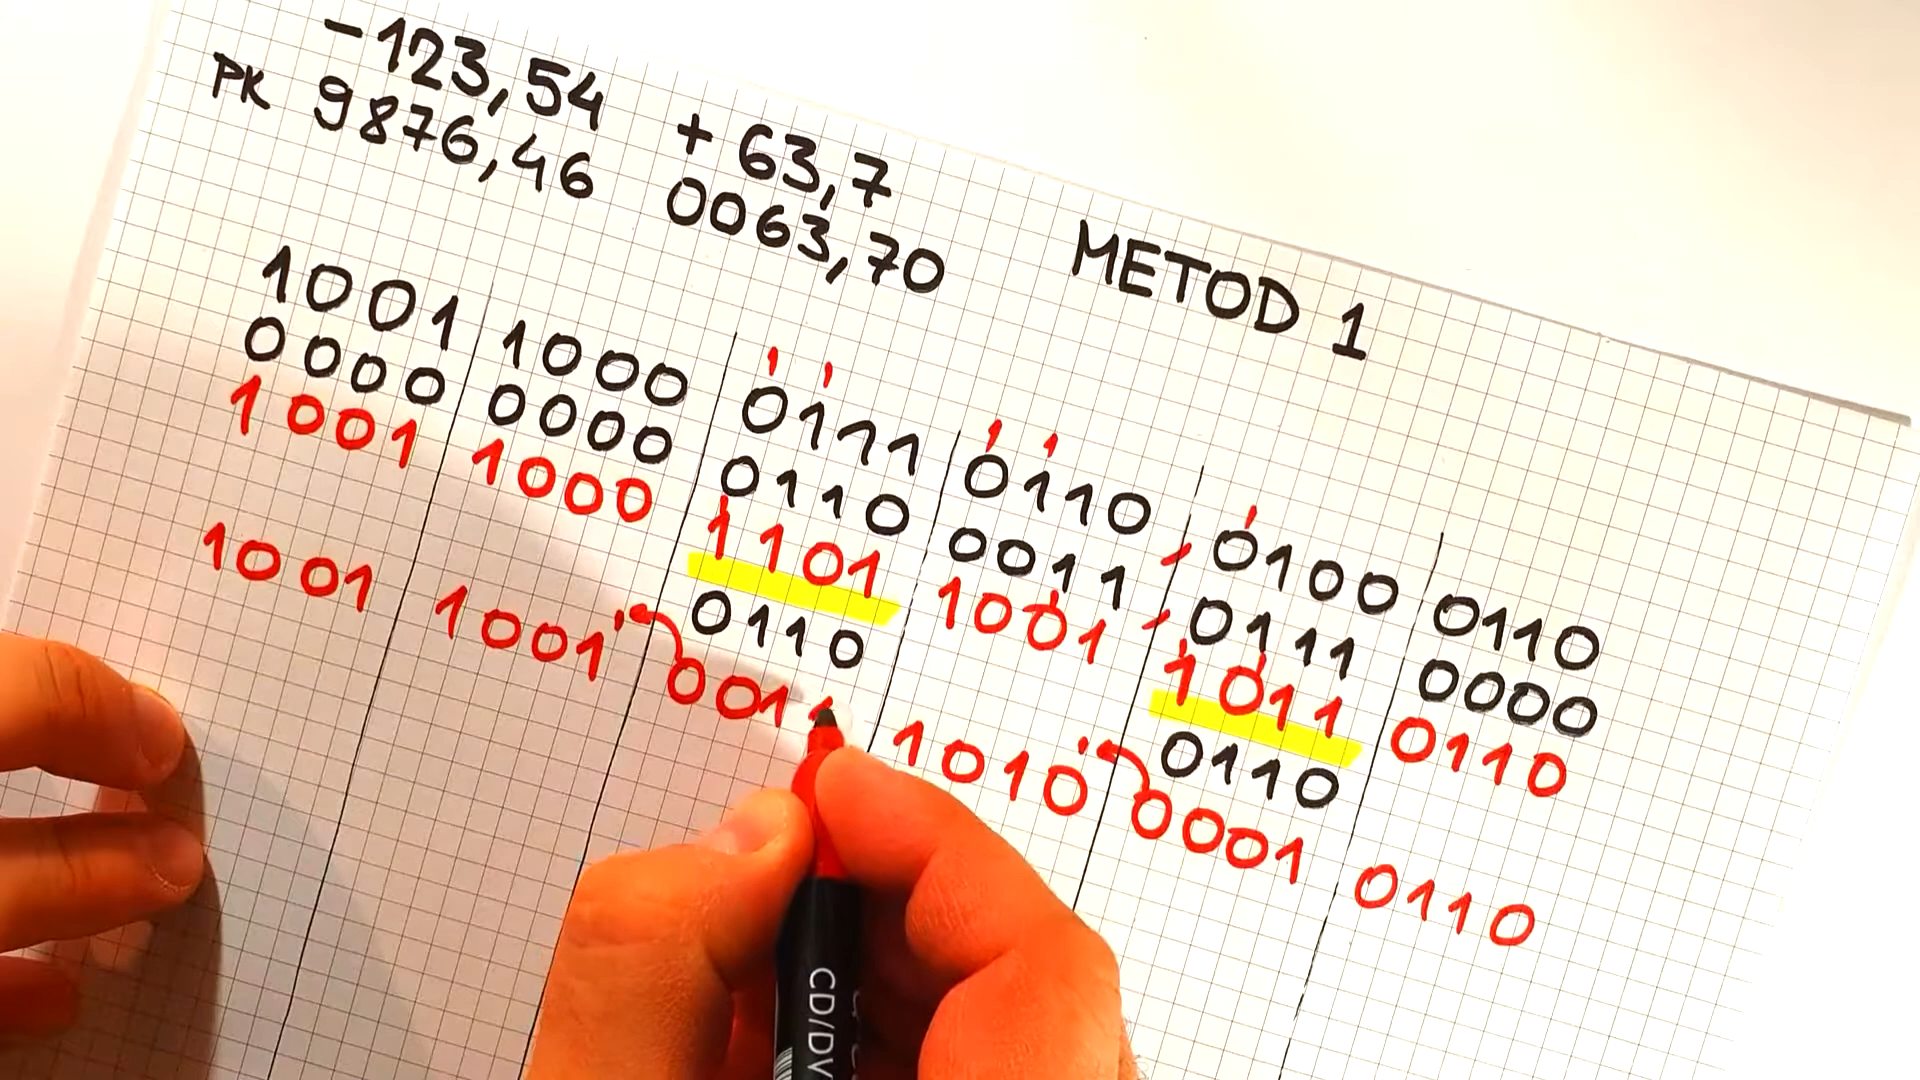 -123,54 + 63,7
PK 9876,46 0063,70
METOD 1
1001 1000 0111 0110 , 0100 0110
0000 0000 0110 0011 , 0111 0000
1001 1000 1101 1001 1011 0110
0110 0110
1001 1001 0011 1010 0001 0110
CD/DV